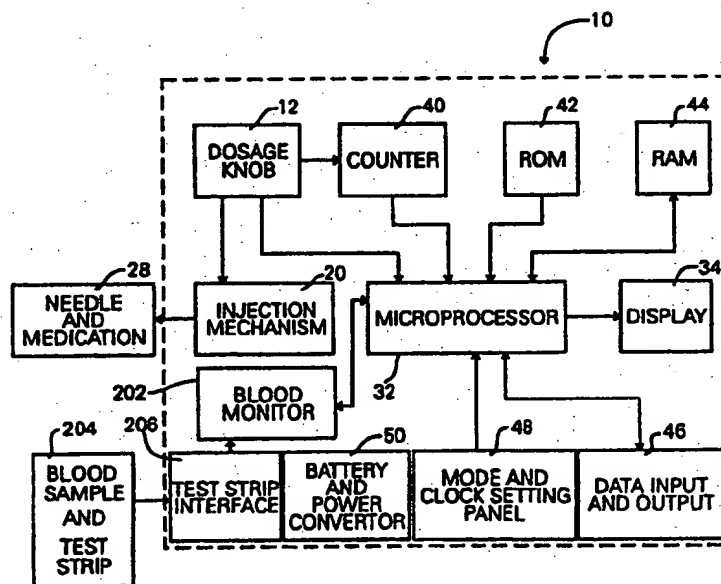 10
12
40
42
44
DOSAGE
KNOB
COUNTER
ROM
RAM
28
20
34
NEEDLE
AND
MEDICATION
INJECTION
MECHANISM
MICROPROCESSOR
DISPLAY
32
202
BLOOD
MONITOR
204
206
50
48
46
BLOOD
SAMPLE
AND
TEST
STRIP
TEST STRIP
INTERFACE
BATTERY
AND
POWER
CONVERTOR
MODE AND
CLOCK SETTING
PANEL
DATA INPUT
AND OUTPUT